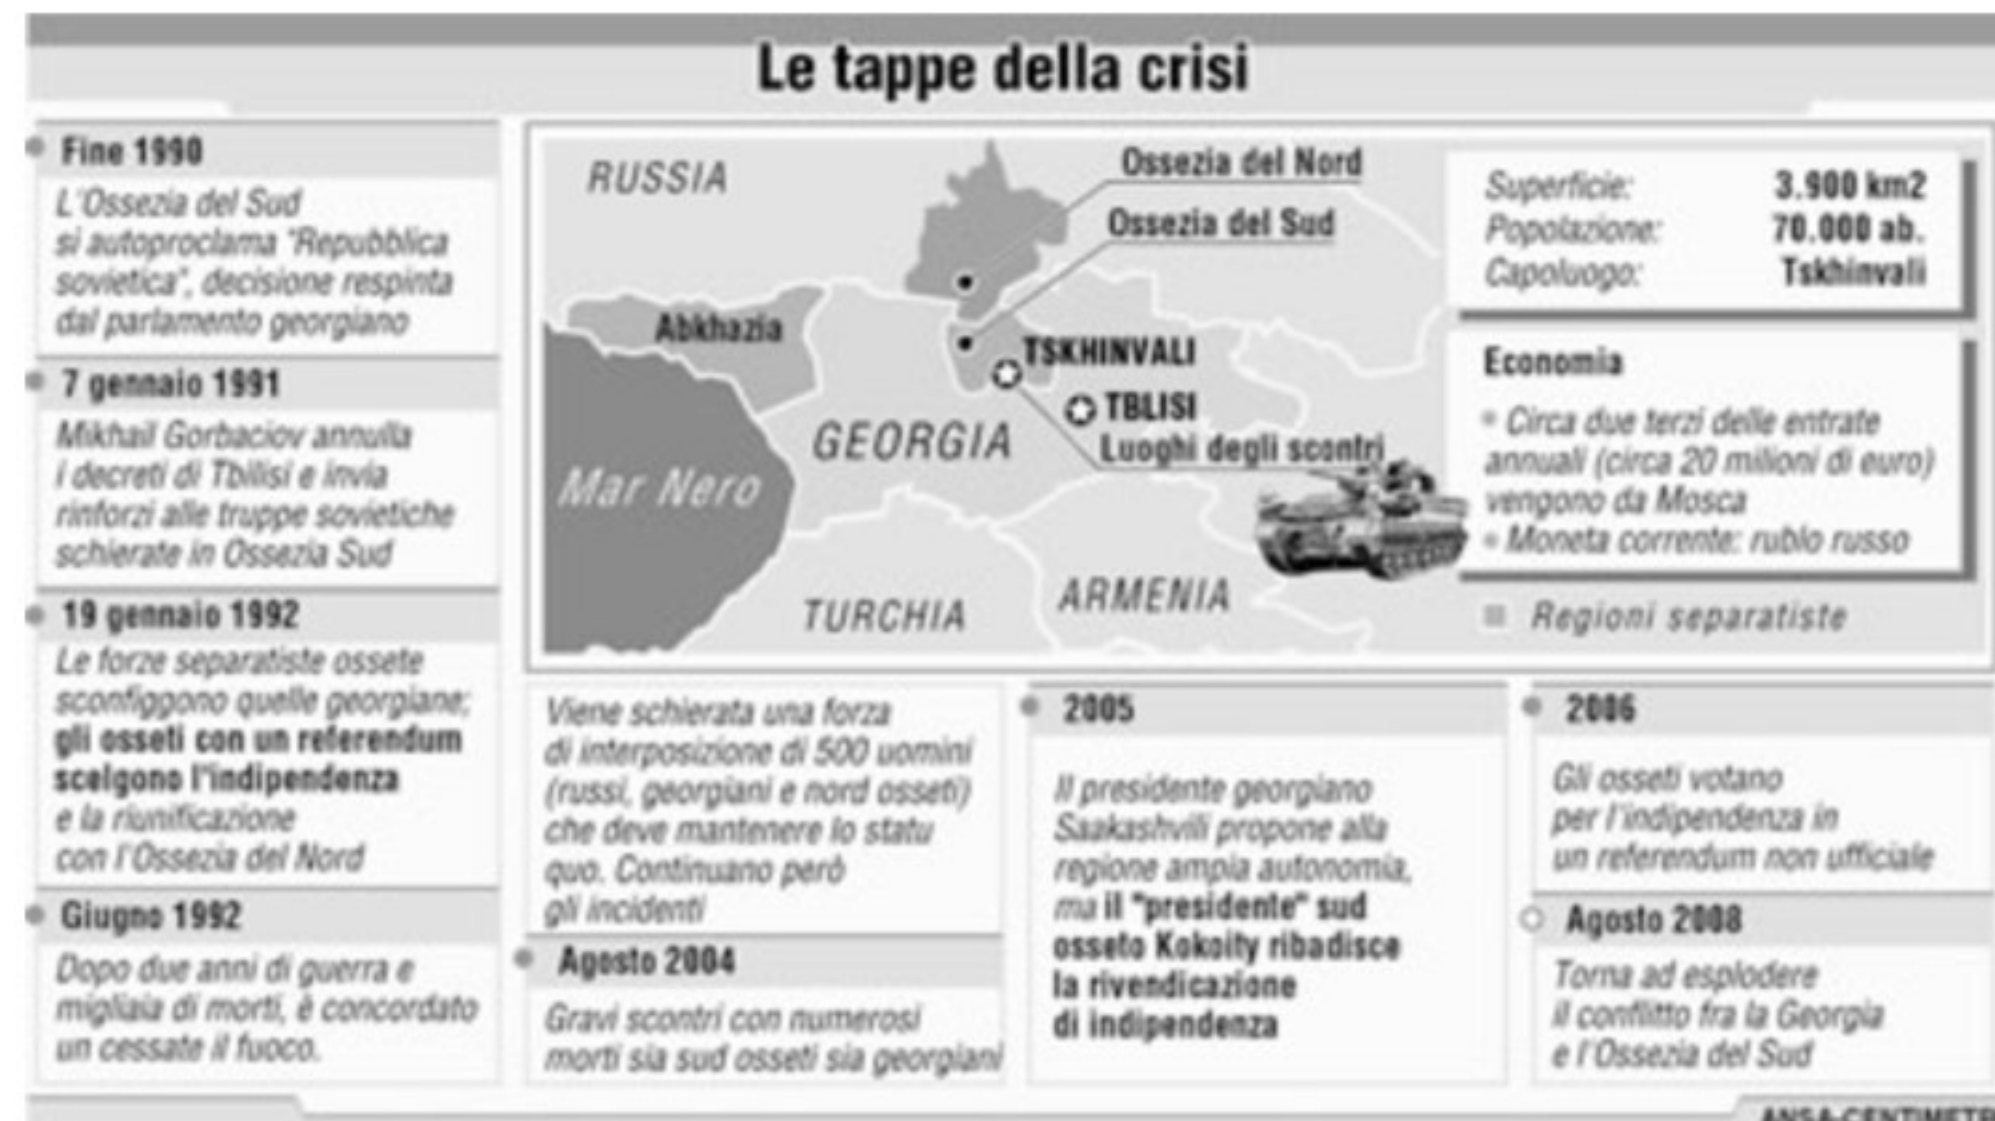 Le tappe della crisi
Fine 1990
L'Ossezia del Sud
si autoproclama "Repubblica
sovietica", decisione respinta
dal parlamento georgiano
7 gennaio 1991
Mikhail Gorbaciov annulla
i decreti di Tbilisi e invia
rinforzi alle truppe sovietiche
schierate in Ossezia Sud
19 gennaio 1992
Le forze separatiste ossete
sconfiggono quelle georgiane;
gli osseti con un referendum
scelgono l'indipendenza
e la riunificazione
con l'Ossezia del Nord
Giugno 1992
Dopo due anni di guerra e
migliaia di morti, è concordato
un cessate il fuoco.
RUSSIA
Ossezia del Nord
Ossezia del Sud
Abkhazia
TSKHINVALI
TBLISI
GEORGIA
Luoghi degli scontri
Mar Nero
TURCHIA
ARMENIA
Superficie: 3.900 km2
Popolazione: 70.000 ab.
Capoluogo: Tskhinvali
Economia
Circa due terzi delle entrate
annuali (circa 20 milioni di euro)
vengono da Mosca
Moneta corrente: rublo russo
Regioni separatiste
Viene schierata una forza
di interposizione di 500 uomini
(russi, georgiani e nord osseti)
che deve mantenere lo statu
quo. Continuano però
gli incidenti
Agosto 2004
Gravi scontri con numerosi
morti sia sud osseti sia georgiani
2005
Il presidente georgiano
Saakashvili propone alla
regione ampia autonomia,
ma il "presidente" sud
osseto Kokoity ribadisce
la rivendicazione
di indipendenza
2006
Gli osseti votano
per l'indipendenza in
un referendum non ufficiale
Agosto 2008
Torna ad esplodere
il conflitto fra la Georgia
e l'Ossezia del Sud
ANSA-CENTIMETR